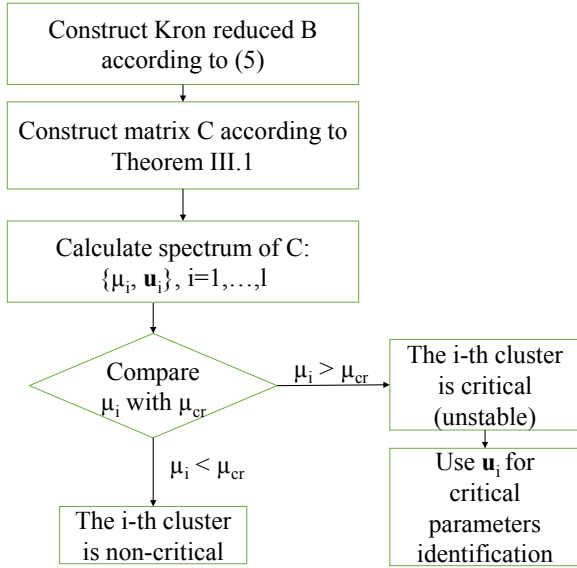 Construct Kron reduced B
according to (5)
Construct matrix C according to
Theorem III.1
Calculate spectrum of C:
{μi, ui}, i=1,…,l
Compare
μi with μcr
μi > μcr
The i-th cluster
is critical
(unstable)
μi < μcr
Use ui for
critical
parameters
identification
The i-th cluster
is non-critical